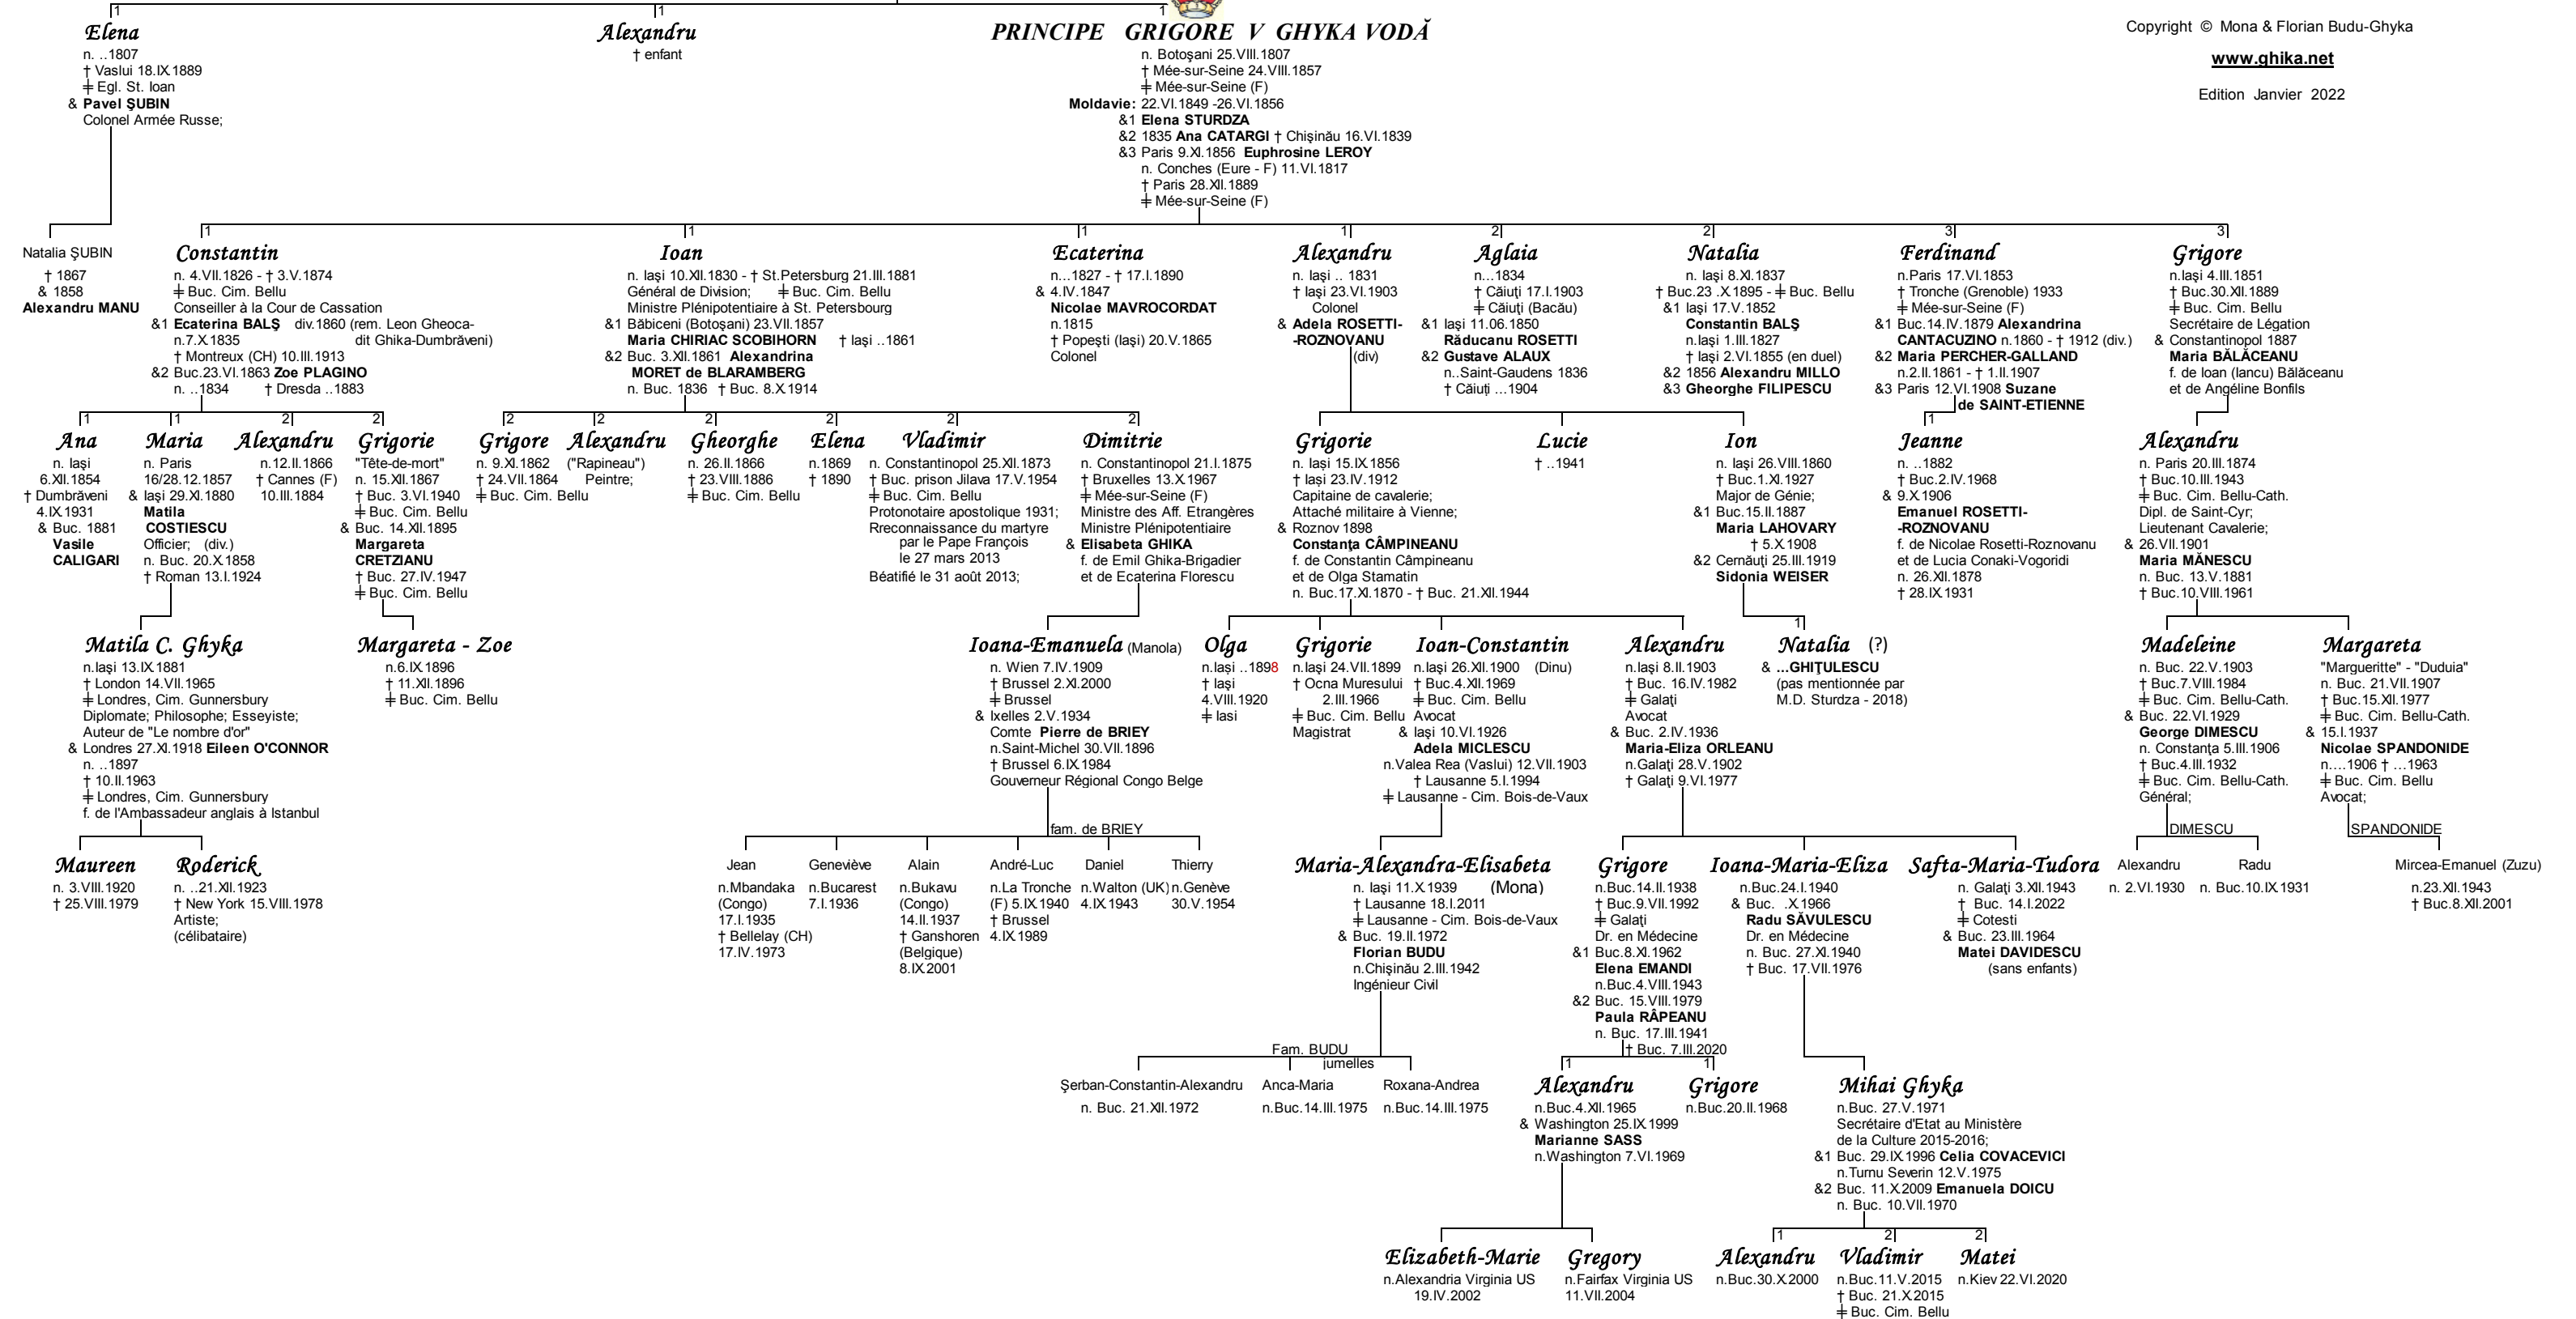 1
1
1
Elena
n. ..1807
† Vaslui 18.IX.1889
╪ Egl. St. Ioan
& Pavel ŞUBIN
Colonel Armée Russe;
Alexandru
† enfant
PRINCIPE GRIGORE V GHYKA VODĂ
n. Botoşani 25.VIII.1807
† Mée-sur-Seine 24.VIII.1857
╪ Mée-sur-Seine (F)
Moldavie: 22.VI.1849 -26.VI.1856
&1 Elena STURDZA
&2 1835 Ana CATARGI † Chişinău 16.VI.1839
&3 Paris 9.XI.1856 Euphrosine LEROY
n. Conches (Eure - F) 11.VI.1817
† Paris 28.XII.1889
╪ Mée-sur-Seine (F)
Copyright © Mona & Florian Budu-Ghyka
www.ghika.net
Edition Janvier 2022
Natalia ŞUBIN
† 1867
& 1858
Alexandru MANU
1
Constantin
n. 4.VII.1826 - † 3.V.1874
╪ Buc. Cim. Bellu
Conseiller à la Cour de Cassation
&1 Ecaterina BALŞ div.1860 (rem. Leon Gheoca-
n.7.X.1835 dit Ghika-Dumbrăveni)
† Montreux (CH) 10.III.1913
&2 Buc.23.VI.1863 Zoe PLAGINO
n. ..1834 † Dresda ..1883
1
Ioan
n. Iaşi 10.XII.1830 - † St.Petersburg 21.III.1881
Général de Division; ╪ Buc. Cim. Bellu
Ministre Plénipotentiaire à St. Petersbourg
&1 Băbiceni (Botoşani) 23.VII.1857
Maria CHIRIAC SCOBIHORN † Iaşi ..1861
&2 Buc. 3.XII.1861 Alexandrina
MORET de BLARAMBERG
n. Buc. 1836 † Buc. 8.X.1914
1
Ecaterina
n...1827 - † 17.I.1890
& 4.IV.1847
Nicolae MAVROCORDAT
n.1815
† Popeşti (Iaşi) 20.V.1865
Colonel
1
Alexandru
n. Iaşi .. 1831
† Iaşi 23.VI.1903
Colonel
& Adela ROSETTI-
-ROZNOVANU
(div)
2
Aglaia
n...1834
† Căiuţi 17.I.1903
╪ Căiuţi (Bacău)
&1 Iaşi 11.06.1850
Răducanu ROSETTI
&2 Gustave ALAUX
n..Saint-Gaudens 1836
† Căiuţi ...1904
2
Natalia
n. Iaşi 8.XI.1837
† Buc.23 .X.1895 - ╪ Buc. Bellu
&1 Iaşi 17.V.1852
Constantin BALŞ
n.Iaşi 1.III.1827
† Iaşi 2.VI.1855 (en duel)
&2 1856 Alexandru MILLO
&3 Gheorghe FILIPESCU
3
Ferdinand
n.Paris 17.VI.1853
† Tronche (Grenoble) 1933
╪ Mée-sur-Seine (F)
&1 Buc.14.IV.1879 Alexandrina
CANTACUZINO n.1860 - † 1912 (div.)
&2 Maria PERCHER-GALLAND
n.2.II.1861 - † 1.II.1907
&3 Paris 12.VI.1908 Suzane
de SAINT-ETIENNE
3
Grigore
n.Iaşi 4.III.1851
† Buc.30.XII.1889
╪ Buc. Cim. Bellu
Secrétaire de Légation
& Constantinopol 1887
Maria BĂLĂCEANU
f. de Ioan (Iancu) Bălăceanu
et de Angéline Bonfils
1
Ana
n. Iaşi
6.XII.1854
† Dumbrăveni
4.IX.1931
& Buc. 1881
Vasile
CALIGARI
1
Maria
n. Paris
16/28.12.1857
& Iaşi 29.XI.1880
Matila
COSTIESCU
Officier; (div.)
n. Buc. 20.X.1858
† Roman 13.I.1924
2
Alexandru
n.12.II.1866
† Cannes (F)
10.III.1884
2
Grigorie
"Tête-de-mort"
n. 15.XII.1867
† Buc. 3.VI.1940
╪ Buc. Cim. Bellu
& Buc. 14.XII.1895
Margareta
CRETZIANU
† Buc. 27.IV.1947
╪ Buc. Cim. Bellu
2
Grigore
n. 9.XI.1862
† 24.VII.1864
╪ Buc. Cim. Bellu
2
Alexandru
("Rapineau")
Peintre;
2
Gheorghe
n. 26.II.1866
† 23.VIII.1886
╪ Buc. Cim. Bellu
2
Elena
n.1869
† 1890
2
Vladimir
n. Constantinopol 25.XII.1873
† Buc. prison Jilava 17.V.1954
╪ Buc. Cim. Bellu
Protonotaire apostolique 1931;
Rreconnaissance du martyre
par le Pape François
le 27 mars 2013
Béatifié le 31 août 2013;
2
Dimitrie
n. Constantinopol 21.I.1875
† Bruxelles 13.X.1967
╪ Mée-sur-Seine (F)
Ministre des Aff. Etrangères
Ministre Plénipotentiaire
& Elisabeta GHIKA
f. de Emil Ghika-Brigadier
et de Ecaterina Florescu
Grigorie
n. Iaşi 15.IX.1856
† Iaşi 23.IV.1912
Capitaine de cavalerie;
Attaché militaire à Vienne;
& Roznov 1898
Constanţa CÂMPINEANU
f. de Constantin Câmpineanu
et de Olga Stamatin
n. Buc.17.XI.1870 - † Buc. 21.XII.1944
Lucie
† ..1941
Ion
n. Iaşi 26.VIII.1860
† Buc.1.XI.1927
Major de Génie;
&1 Buc.15.II.1887
Maria LAHOVARY
† 5.X.1908
&2 Cernăuţi 25.III.1919
Sidonia WEISER
1
Jeanne
n. ..1882
† Buc.2.IV.1968
& 9.X.1906
Emanuel ROSETTI-
-ROZNOVANU
f. de Nicolae Rosetti-Roznovanu
et de Lucia Conaki-Vogoridi
n. 26.XII.1878
† 28.IX.1931
Alexandru
n. Paris 20.III.1874
† Buc.10.III.1943
╪ Buc. Cim. Bellu-Cath.
Dipl. de Saint-Cyr;
Lieutenant Cavalerie;
& 26.VII.1901
Maria MĂNESCU
n. Buc. 13.V.1881
† Buc.10.VIII.1961
Matila C. Ghyka
n.Iaşi 13.IX.1881
† London 14.VII.1965
╪ Londres, Cim. Gunnersbury
Diplomate; Philosophe; Esseyiste;
Auteur de "Le nombre d'or"
& Londres 27.XI.1918 Eileen O'CONNOR
n. ..1897
† 10.II.1963
╪ Londres, Cim. Gunnersbury
f. de l'Ambassadeur anglais à Istanbul
Margareta - Zoe
n.6.IX.1896
† 11.XII.1896
╪ Buc. Cim. Bellu
Ioana-Emanuela (Manola)
n. Wien 7.IV.1909
† Brussel 2.XI.2000
╪ Brussel
& Ixelles 2.V.1934
Comte Pierre de BRIEY
n.Saint-Michel 30.VII.1896
† Brussel 6.IX.1984
Gouverneur Régional Congo Belge
Olga
n.Iaşi ..1898
† Iaşi
4.VIII.1920
╪ Iasi
Grigorie
n.Iaşi 24.VII.1899
† Ocna Muresului
2.III.1966
╪ Buc. Cim. Bellu
Magistrat
Ioan-Constantin
n.Iaşi 26.XII.1900 (Dinu)
† Buc.4.XII.1969
╪ Buc. Cim. Bellu
Avocat
& Iaşi 10.VI.1926
Adela MICLESCU
n.Valea Rea (Vaslui) 12.VII.1903
† Lausanne 5.I.1994
╪ Lausanne - Cim. Bois-de-Vaux
Alexandru
n.Iaşi 8.II.1903
† Buc. 16.IV.1982
╪ Galaţi
Avocat
& Buc. 2.IV.1936
Maria-Eliza ORLEANU
n.Galaţi 28.V.1902
† Galaţi 9.VI.1977
1
Natalia (?)
& ...GHIŢULESCU
(pas mentionnée par
M.D. Sturdza - 2018)
Madeleine
n. Buc. 22.V.1903
† Buc.7.VIII.1984
╪ Buc. Cim. Bellu-Cath.
& Buc. 22.VI.1929
George DIMESCU
n. Constanţa 5.III.1906
† Buc.4.III.1932
╪ Buc. Cim. Bellu-Cath.
Général;
Margareta
"Margueritte" - "Duduia"
n. Buc. 21.VII.1907
† Buc.15.XII.1977
╪ Buc. Cim. Bellu-Cath.
& 15.I.1937
Nicolae SPANDONIDE
n....1906 † ...1963
╪ Buc. Cim. Bellu
Avocat;
Maureen
n. 3.VIII.1920
† 25.VIII.1979
Roderick
n. ..21.XII.1923
† New York 15.VIII.1978
Artiste;
(célibataire)
fam. de BRIEY
Jean
n.Mbandaka
(Congo)
17.I.1935
† Bellelay (CH)
17.IV.1973
Geneviève
n.Bucarest
7.I.1936
Alain
n.Bukavu
(Congo)
14.II.1937
† Ganshoren
(Belgique)
8.IX.2001
André-Luc
n.La Tronche
(F) 5.IX.1940
† Brussel
4.IX.1989
Daniel
n.Walton (UK)
4.IX.1943
Thierry
n.Genève
30.V.1954
Maria-Alexandra-Elisabeta
n. Iaşi 11.X.1939 (Mona)
† Lausanne 18.I.2011
╪ Lausanne - Cim. Bois-de-Vaux
& Buc. 19.II.1972
Florian BUDU
n.Chişinău 2.III.1942
Ingénieur Civil
Grigore
n.Buc.14.II.1938
† Buc.9.VII.1992
╪ Galaţi
Dr. en Médecine
&1 Buc.8.XI.1962
Elena EMANDI
n.Buc.4.VIII.1943
&2 Buc. 15.VIII.1979
Paula RÂPEANU
n. Buc. 17.III.1941
† Buc. 7.III.2020
Ioana-Maria-Eliza
n.Buc.24.I.1940
& Buc. .X.1966
Radu SĂVULESCU
Dr. en Médecine
n. Buc. 27.XI.1940
† Buc. 17.VII.1976
Safta-Maria-Tudora
n. Galaţi 3.XII.1943
† Buc. 14.I.2022
╪ Cotesti
& Buc. 23.III.1964
Matei DAVIDESCU
(sans enfants)
DIMESCU
Alexandru
n. 2.VI.1930
Radu
n. Buc.10.IX.1931
SPANDONIDE
Mircea-Emanuel (Zuzu)
n.23.XII.1943
† Buc.8.XII.2001
Fam. BUDU
jumelles
Şerban-Constantin-Alexandru
n. Buc. 21.XII.1972
Anca-Maria
n.Buc.14.III.1975
Roxana-Andrea
n.Buc.14.III.1975
1
Alexandru
n.Buc.4.XII.1965
& Washington 25.IX.1999
Marianne SASS
n.Washington 7.VI.1969
1
Grigore
n.Buc.20.II.1968
Mihai Ghyka
n.Buc. 27.V.1971
Secrétaire d'Etat au Ministère
de la Culture 2015-2016;
&1 Buc. 29.IX.1996 Celia COVACEVICI
n.Turnu Severin 12.V.1975
&2 Buc. 11.X.2009 Emanuela DOICU
n. Buc. 10.VII.1970
Elizabeth-Marie
n.Alexandria Virginia US
19.IV.2002
Gregory
n.Fairfax Virginia US
11.VII.2004
1
Alexandru
n.Buc.30.X.2000
2
Vladimir
n.Buc.11.V.2015
† Buc. 21.X.2015
╪ Buc. Cim. Bellu
2
Matei
n.Kiev 22.VI.2020